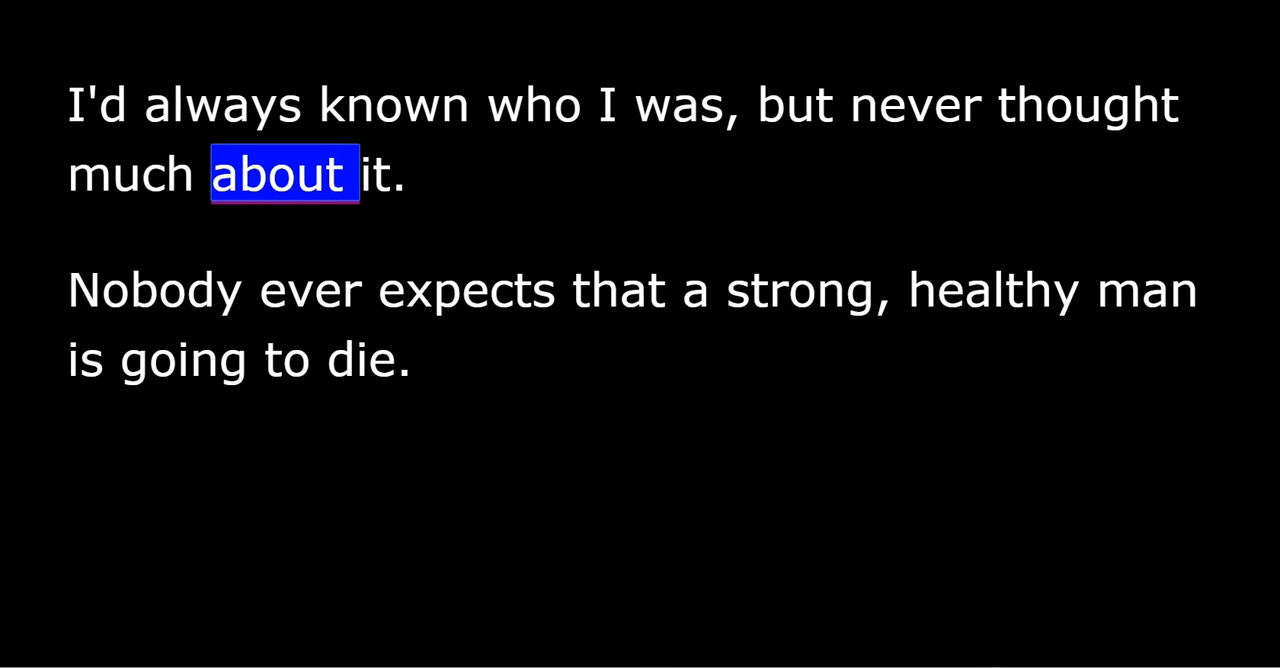 I'd always known who I was, but never thought
much about it.
Nobody ever expects that a strong, healthy man
is going to die.